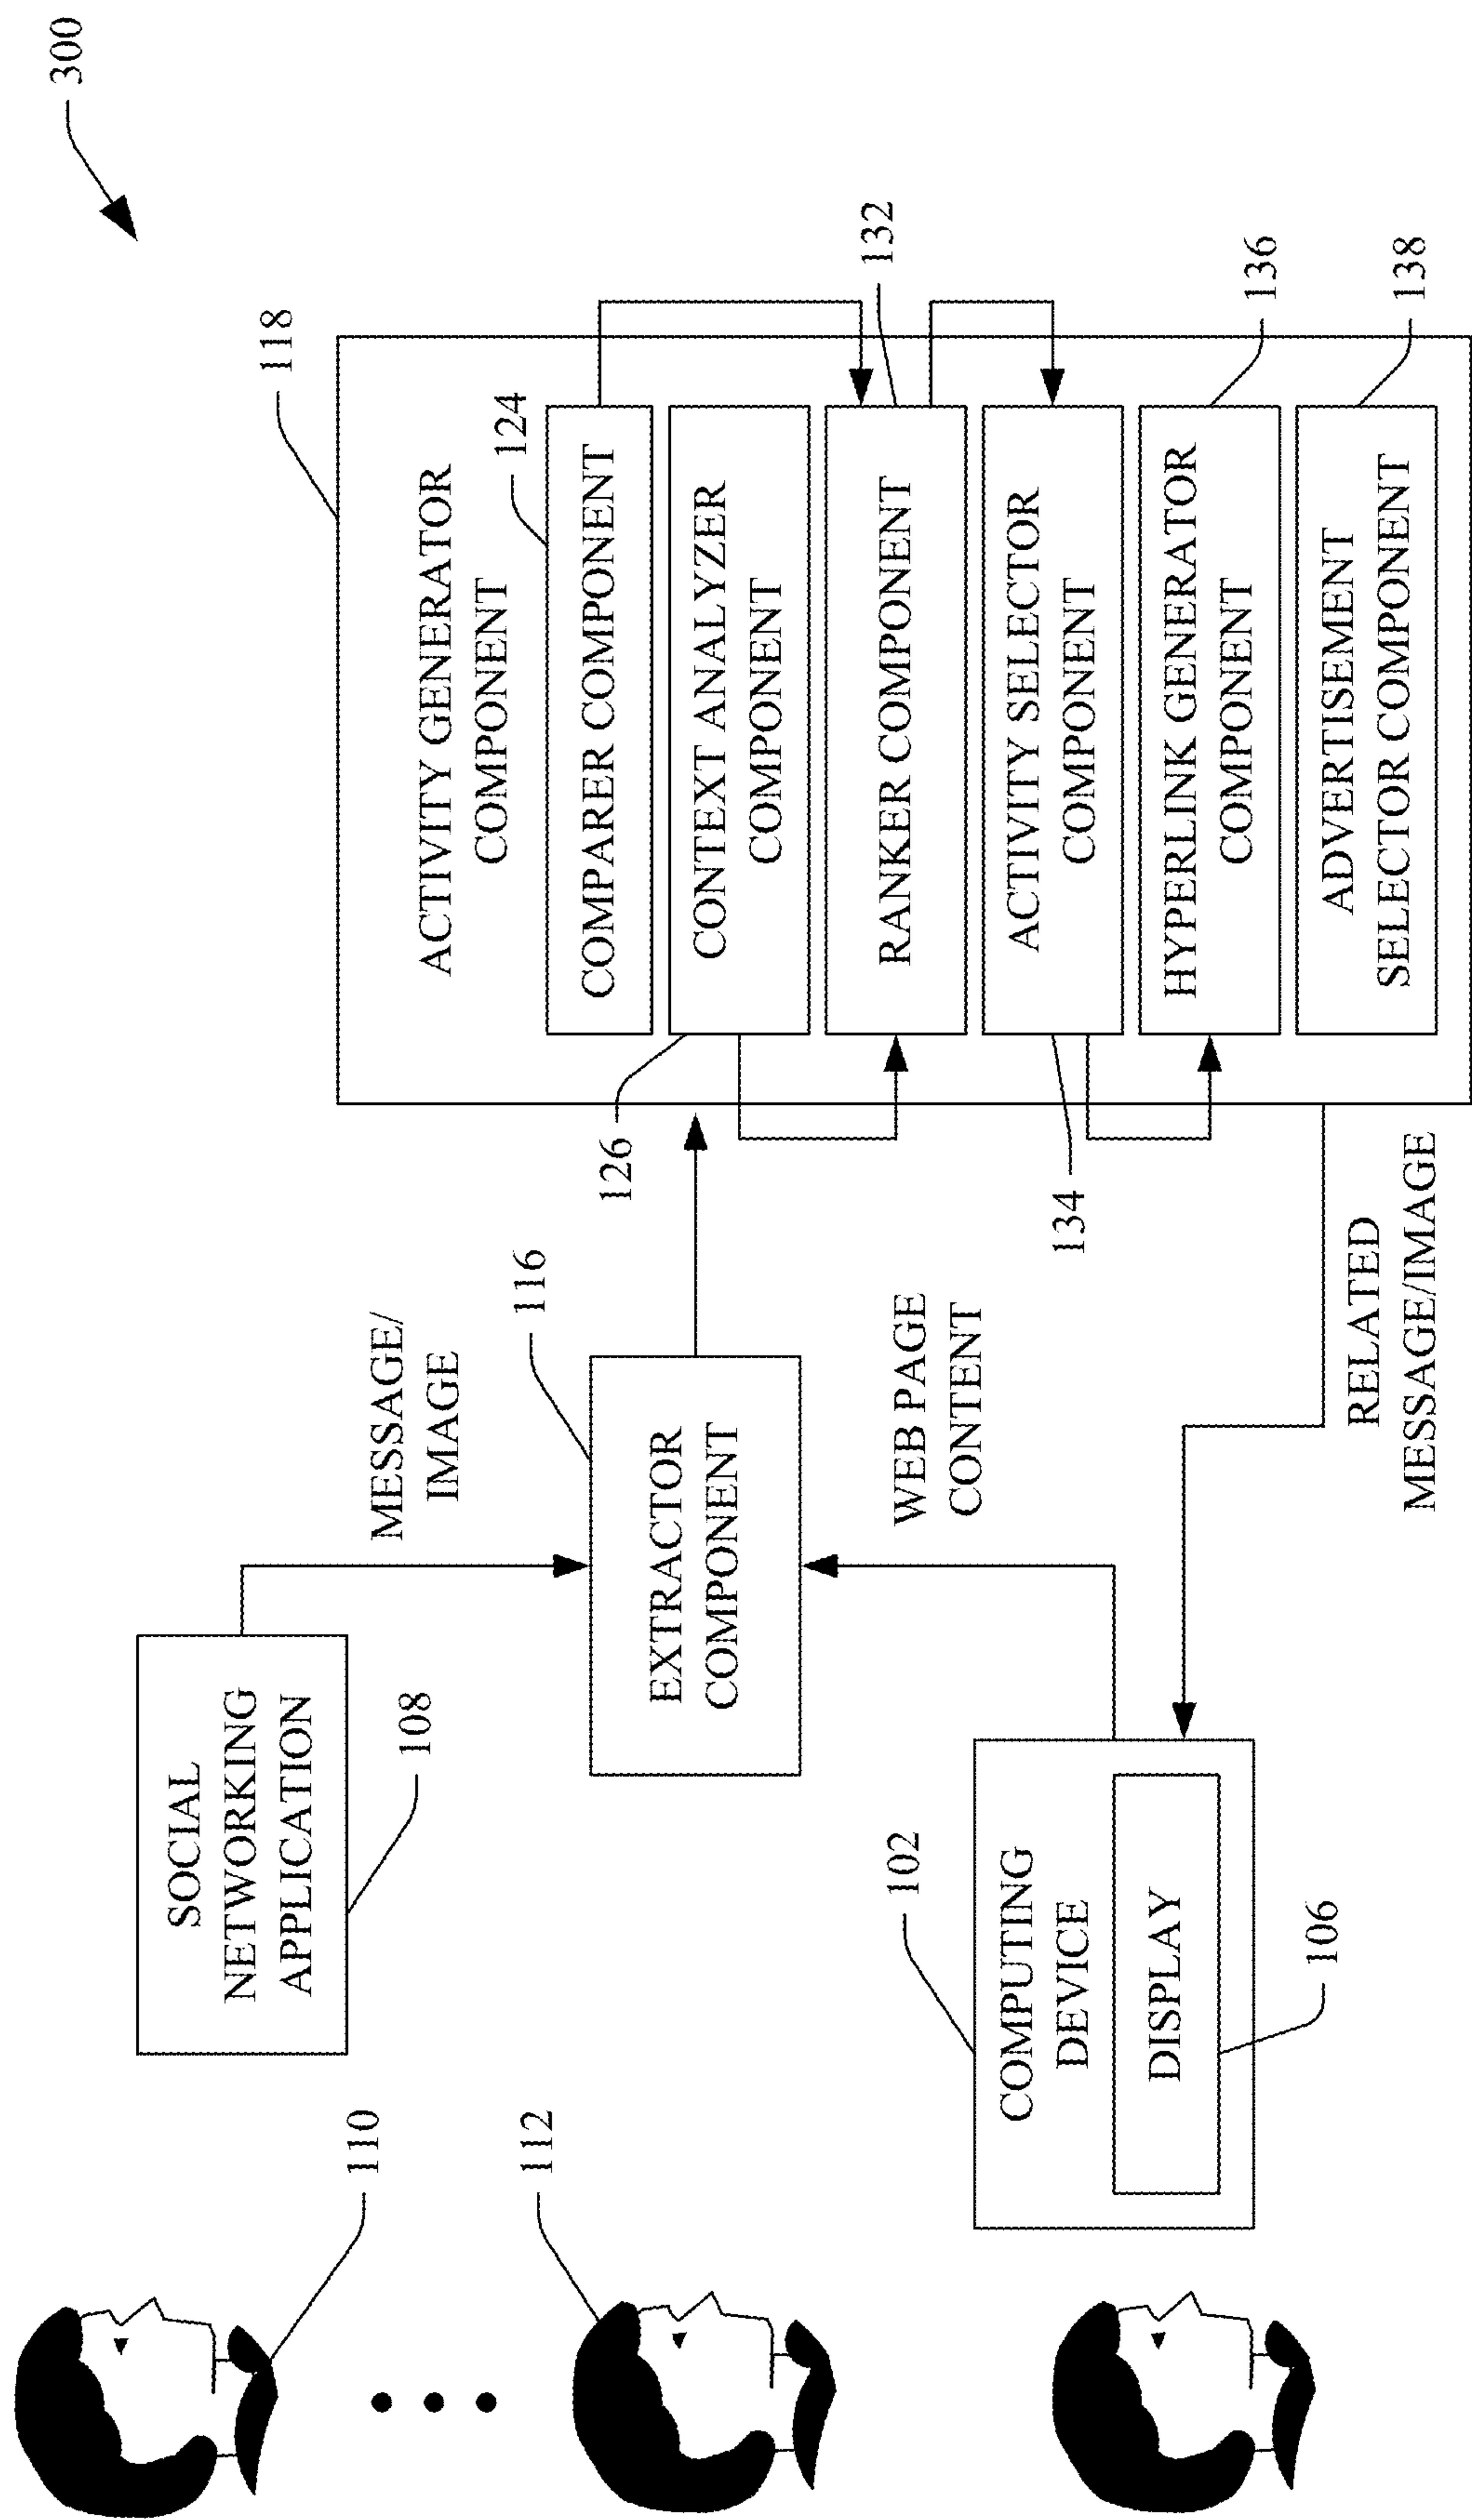 300
110
112
SOCIAL
NETWORKING
APPLICATION
108
MESSAGE/
IMAGE
116
EXTRACTOR
COMPONENT
WEB PAGE
CONTENT
102
COMPUTING
DEVICE
DISPLAY
106
RELATED
MESSAGE/IMAGE
118
ACTIVITY GENERATOR
COMPONENT
124
COMPARER COMPONENT
126
CONTEXT ANALYZER
COMPONENT
132
RANKER COMPONENT
134
ACTIVITY SELECTOR
COMPONENT
136
HYPERLINK GENERATOR
COMPONENT
138
ADVERTISEMENT
SELECTOR COMPONENT